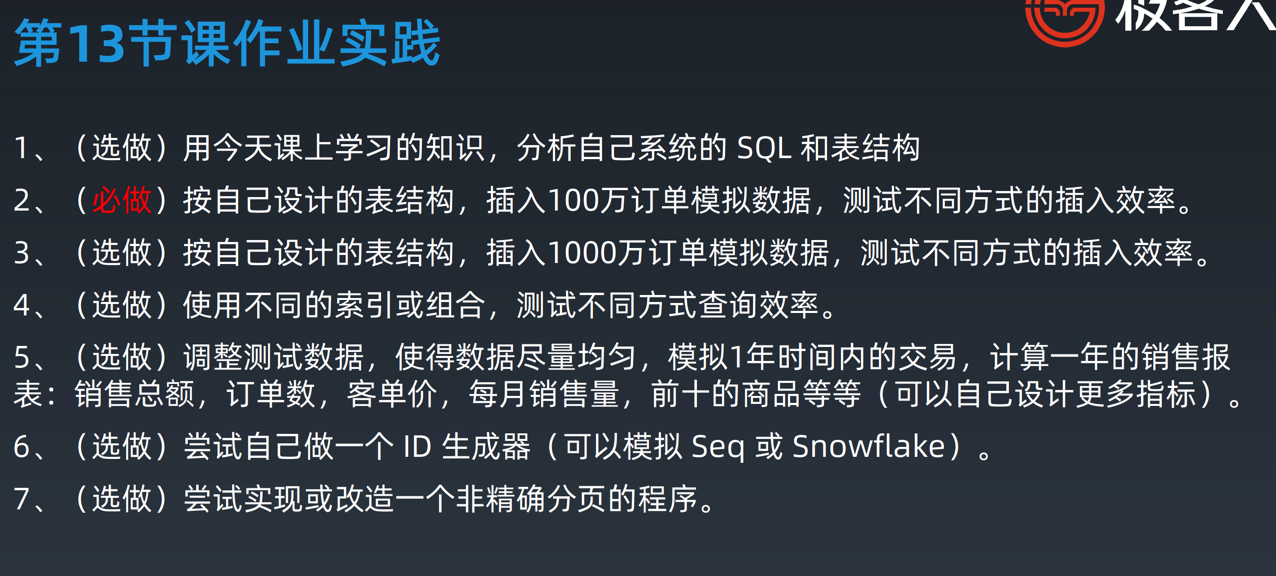 极客大
第13节课作业实践
1、（选做）用今天课上学习的知识，分析自己系统的 SQL 和表结构
2、（必做）按自己设计的表结构，插入100万订单模拟数据，测试不同方式的插入效率。
3、（选做）按自己设计的表结构，插入1000万订单模拟数据，测试不同方式的插入效率。
4、（选做）使用不同的索引或组合，测试不同方式查询效率。
5、（选做）调整测试数据，使得数据尽量均匀，模拟1年时间内的交易，计算一年的销售报
表：销售总额，订单数，客单价，每月销售量，前十的商品等等（可以自己设计更多指标）。
6、（选做）尝试自己做一个 ID 生成器（可以模拟 Seq 或 Snowflake）。
7、（选做）尝试实现或改造一个非精确分页的程序。